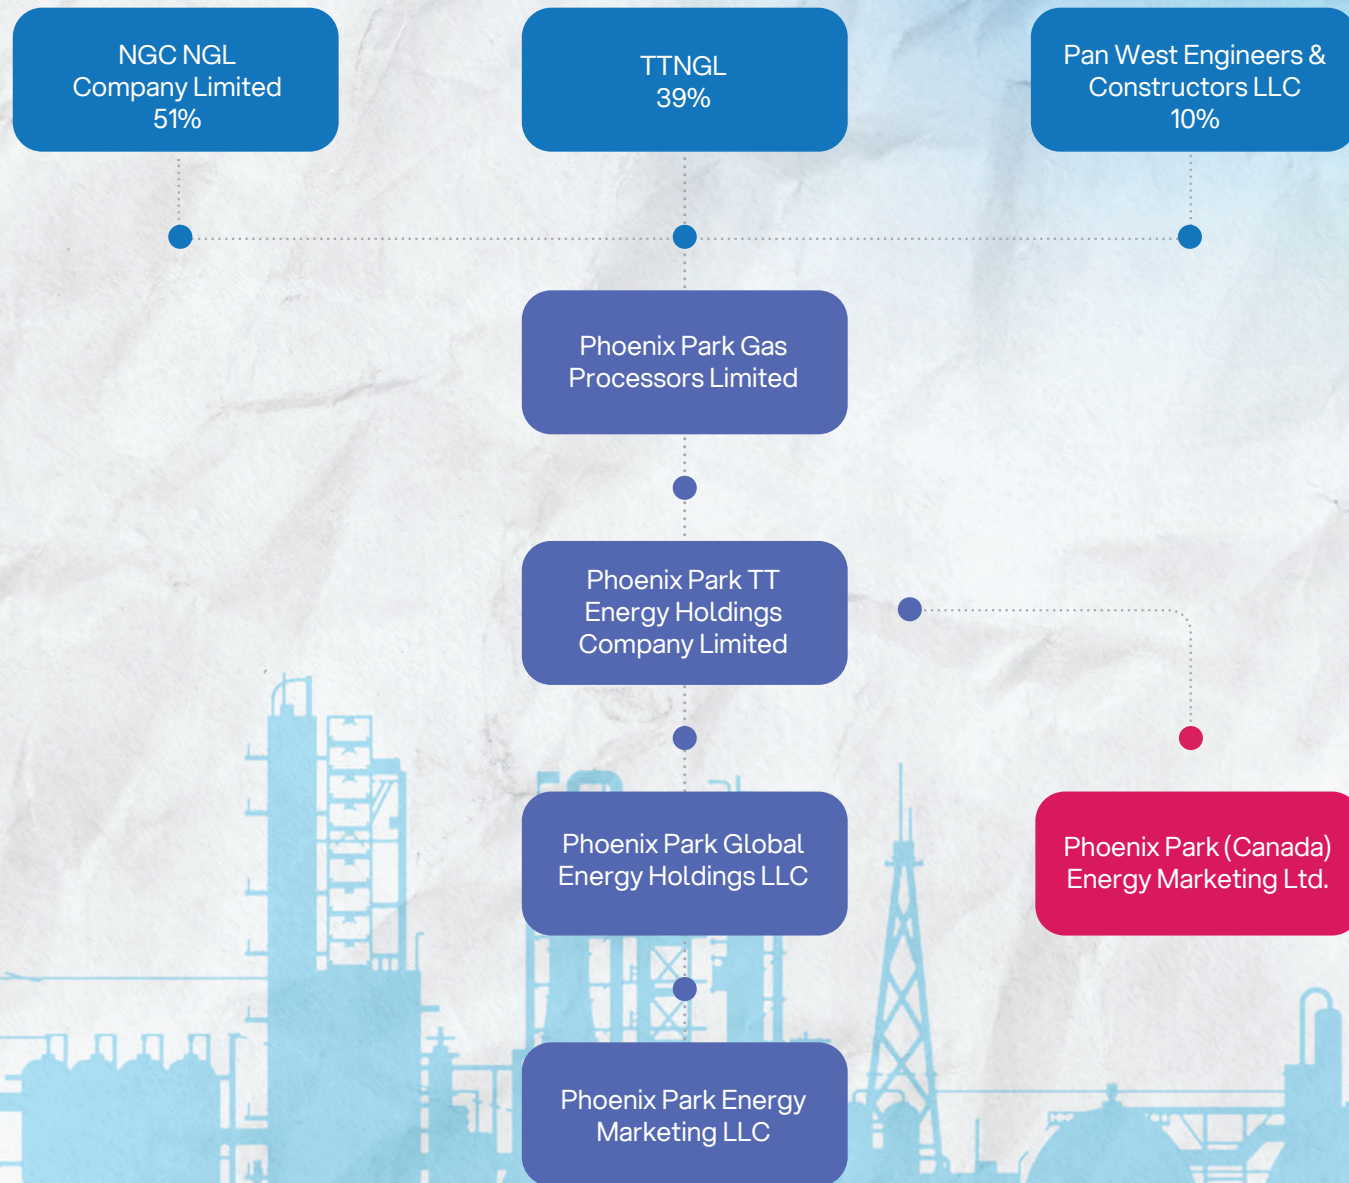 NGC NGL
Company Limited
51%
TTNGL
39%
Pan West Engineers &
Constructors LLC
10%
Phoenix Park Gas
Processors Limited
Phoenix Park TT
Energy Holdings
Company Limited
Phoenix Park Global
Energy Holdings LLC
Phoenix Park (Canada)
Energy Marketing Ltd.
Phoenix Park Energy
Marketing LLC